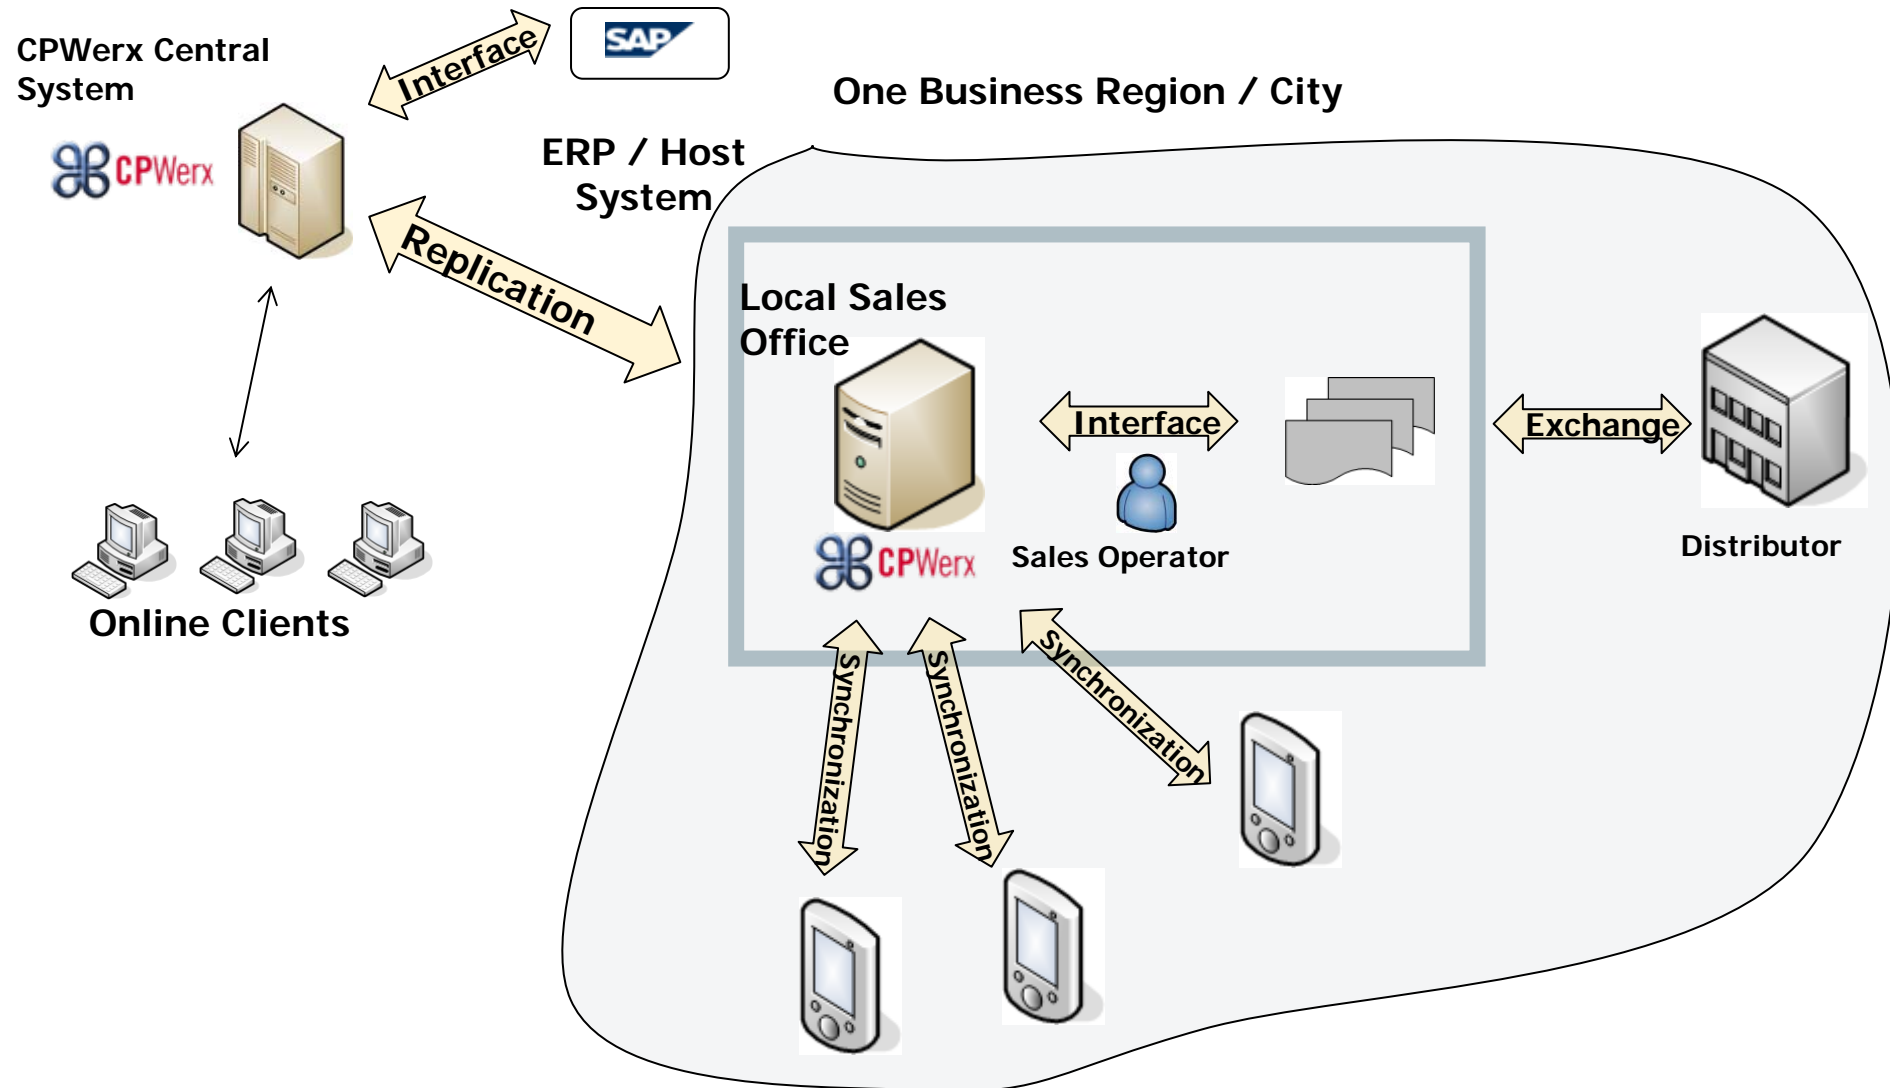 CPWerx Central
System
Interface
SAP
One Business Region / City
CPWerx
ERP / Host
System
Replication
Local Sales
Office
Interface
Exchange
Sales Operator
Distributor
CPWerx
Online Clients
Synchronization
Synchronization
Synchronization